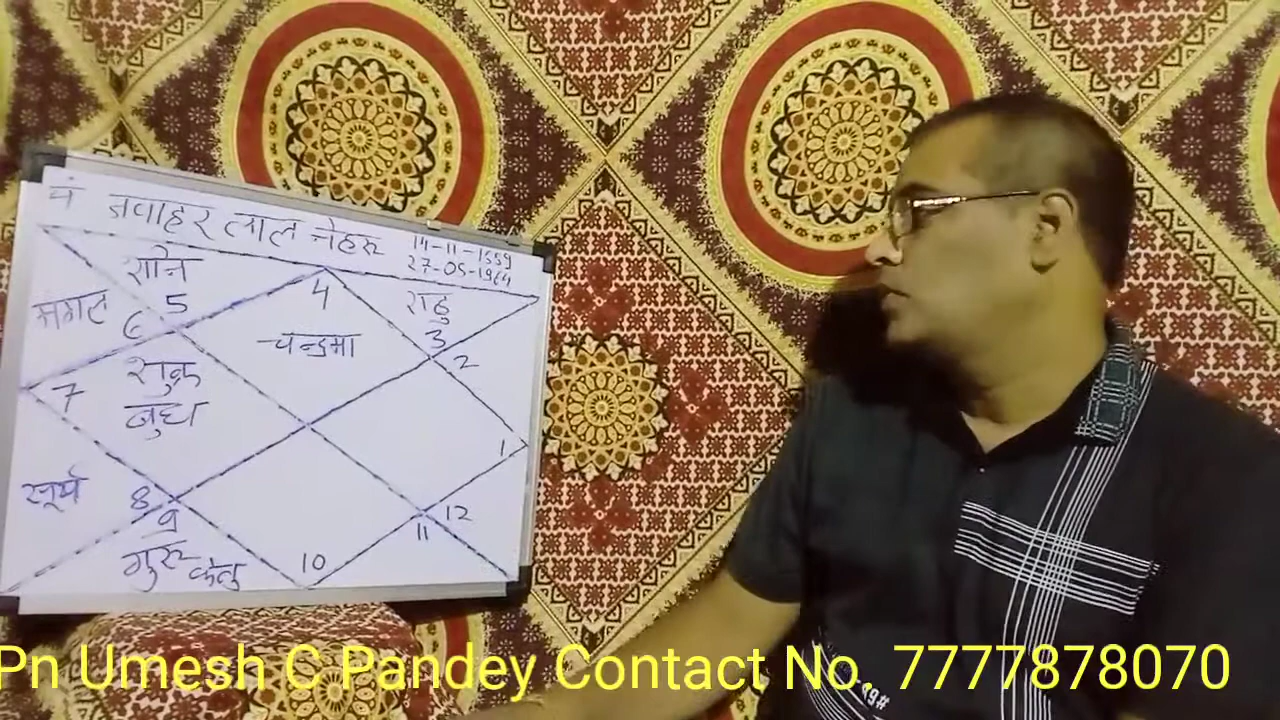 पं जवाहर लाल नेहरू
14-11-1889
27-05-1964
शनि
मंगल 5
6
4
चन्द्रमा
राहु
3
2
7
शुक्र
बुध
1
सूर्य 8
9
गुरू केतु
10
11
12
Pn Umesh C Pandey Contact No. 7777878070